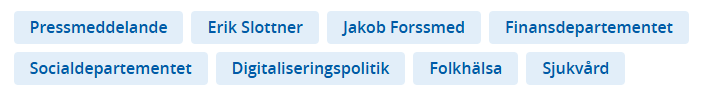 Pressmeddelande Erik Slottner Jakob Forssmed Finansdepartementet
Socialdepartementet Digitaliseringspolitik Folkhälsa Sjukvård